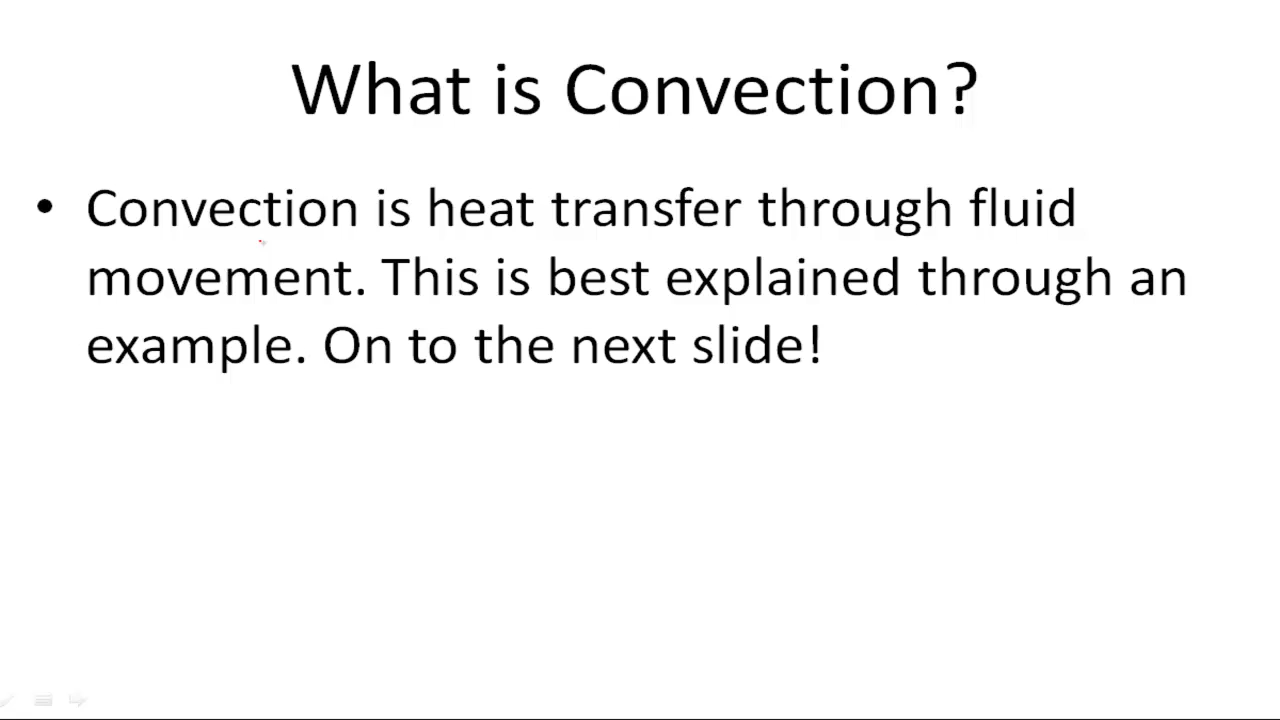 What is Convection?
• Convection is heat transfer through fluid
movement. This is best explained through an
example. On to the next slide!